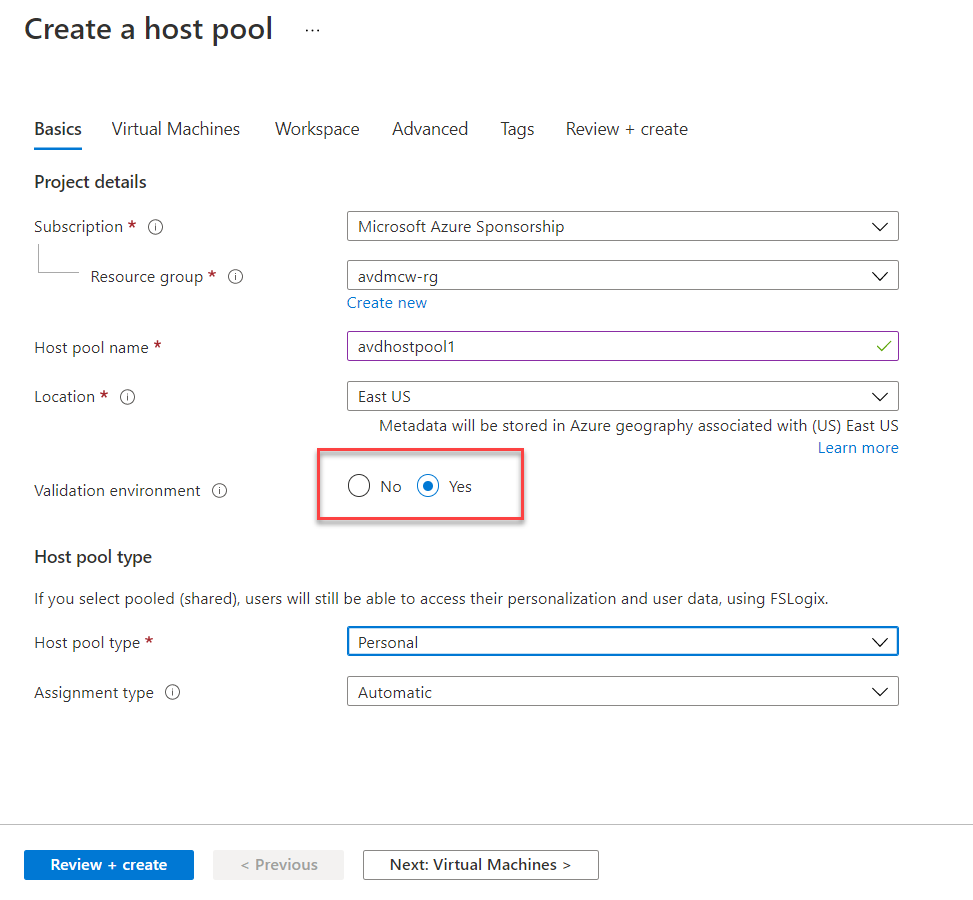 Create a host pool ...
Basics Virtual Machines Workspace Advanced Tags Review + create
Project details
Subscription * Microsoft Azure Sponsorship
Resource group * avdmcw-rg
Create new
Host pool name * avdhostpool1
Location * East US
Metadata will be stored in Azure geography associated with (US) East US
Learn more
Validation environment No Yes
Host pool type
If you select pooled (shared), users will still be able to access their personalization and user data, using FSLogix.
Host pool type * Personal
Assignment type Automatic
Review + create < Previous Next: Virtual Machines >